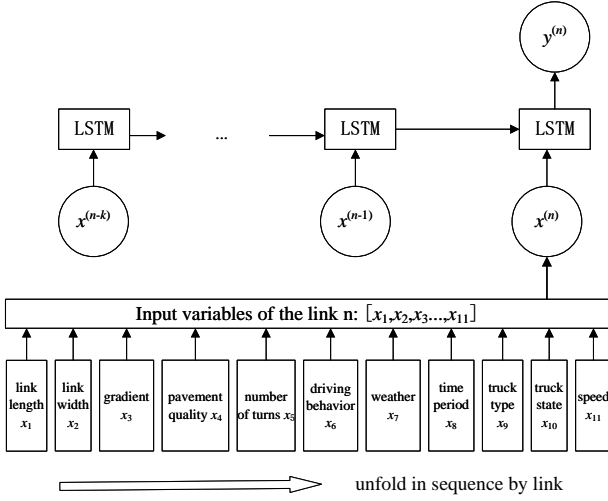 y(n)
LSTM ... LSTM LSTM
x(n-k) x(n-1) x(n)
Input variables of the link n: [x1,x2,x3...,x11]
link length x1
link width x2
gradient x3
pavement quality x4
number of turns x5
driving behavior x6
weather x7
time period x8
truck type x9
truck state x10
speed x11
unfold in sequence by link